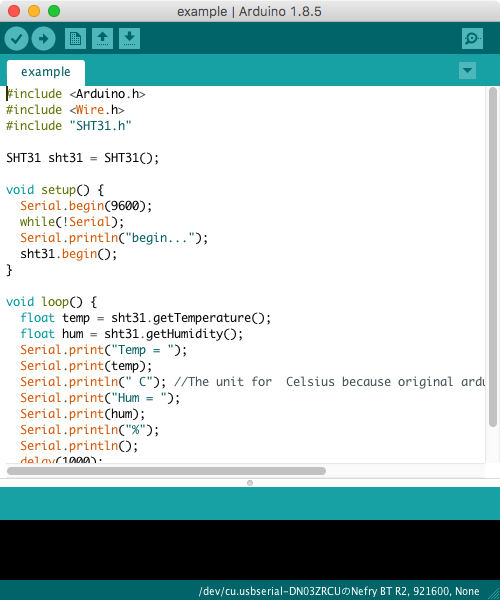 example | Arduino 1.8.5
example
#include <Arduino.h>
#include <Wire.h>
#include "SHT31.h"
SHT31 sht31 = SHT31();
void setup() {
  Serial.begin(9600);
  while(!Serial);
  Serial.println("begin...");
  sht31.begin();
}
void loop() {
  float temp = sht31.getTemperature();
  float hum = sht31.getHumidity();
  Serial.print("Temp = ");
  Serial.print(temp);
  Serial.println(" C"); //The unit for  Celsius because original ardu
  Serial.print("Hum = ");
  Serial.print(hum);
  Serial.println("%");
  Serial.println();
  delay(1000);
/dev/cu.usbserial-DN03ZRCUのNefry BT R2, 921600, None